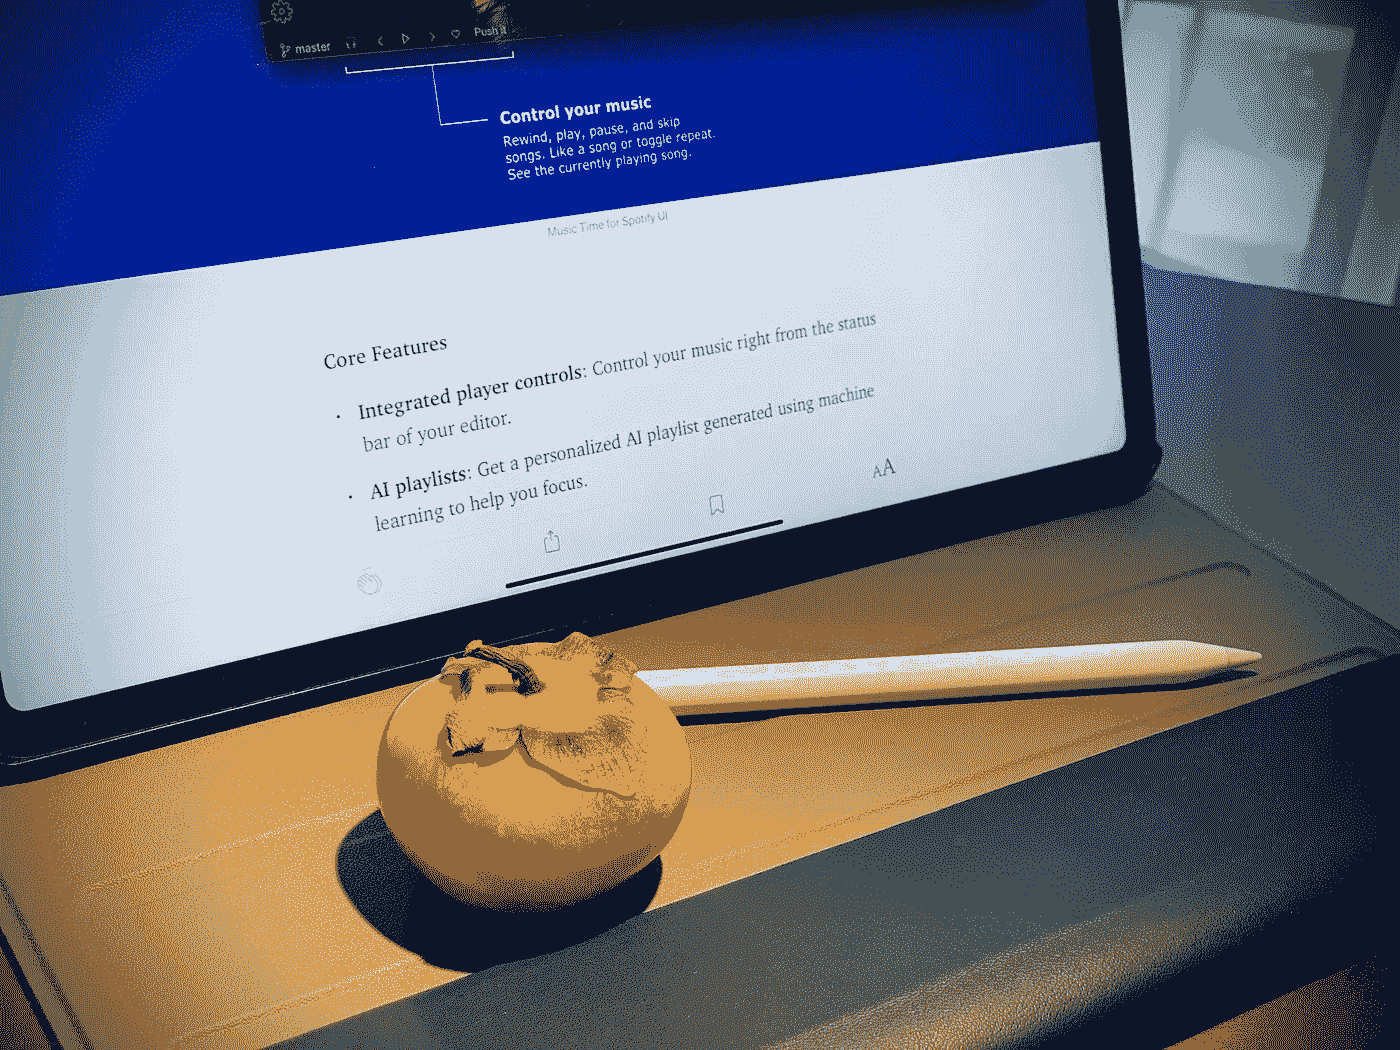 master
Push it
Control your music
Rewind, play, pause, and skip
songs. Like a song or toggle repeat.
See the currently playing song.
Music Time for Spotify UI
Core Features
• Integrated player controls: Control your music right from the status
bar of your editor.
• AI playlists: Get a personalized AI playlist generated using machine
learning to help you focus.
AA